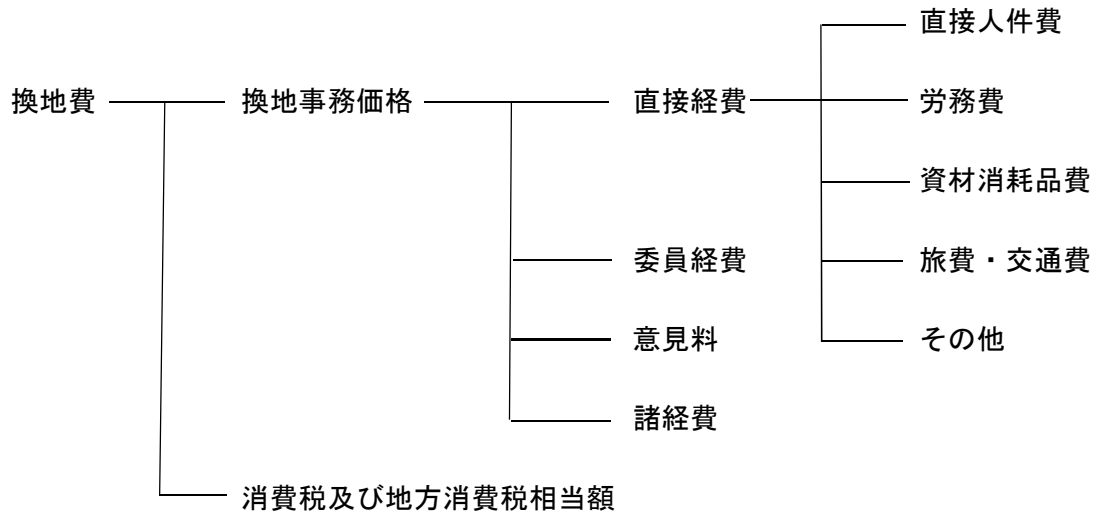 直接人件費
換地費 換地事務価格 直接経費 労務費
資材消耗品費
委員経費 旅費・交通費
意見料 その他
諸経費
消費税及び地方消費税相当額